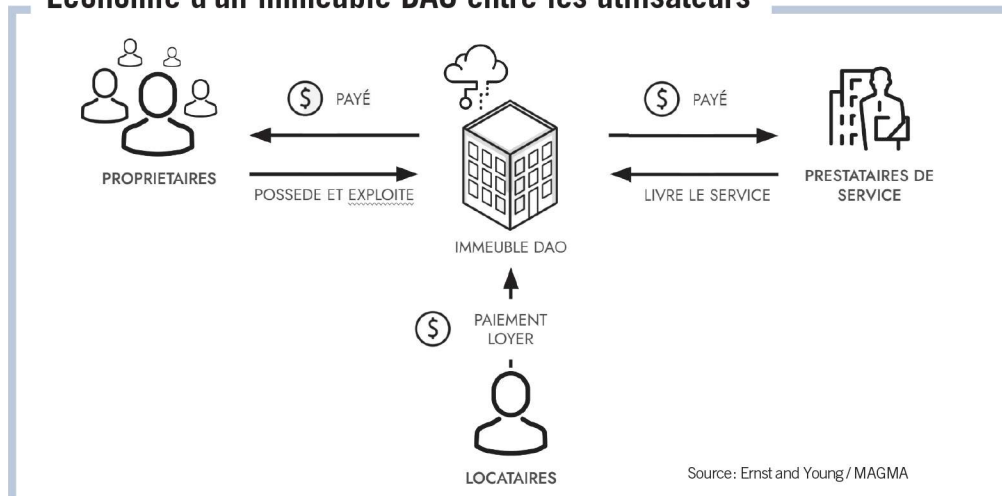 Économie d'un immeuble DAO entre les utilisateurs
$ PAYÉ
PROPRIETAIRES
POSSEDE ET EXPLOITE
IMMEUBLE DAO
$ PAYÉ
LIVRE LE SERVICE
PRESTATAIRES DE
SERVICE
$ PAIEMENT
LOYER
LOCATAIRES
Source: Ernst and Young / MAGMA